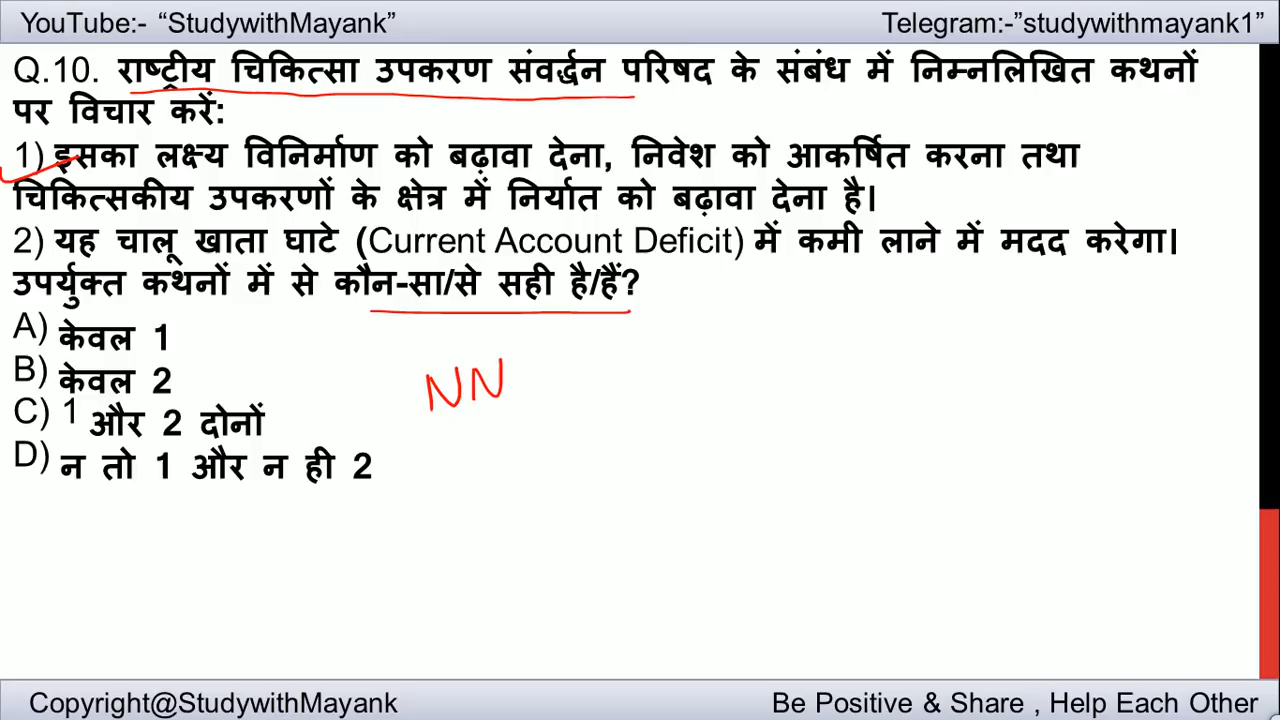 YouTube:- “StudywithMayank”
Telegram:-”studywithmayank1”
Q.10. राष्ट्रीय चिकित्सा उपकरण संवर्द्धन परिषद के संबंध में निम्नलिखित कथनों
पर विचार करें:
1) इसका लक्ष्य विनिर्माण को बढ़ावा देना, निवेश को आकर्षित करना तथा
चिकित्सकीय उपकरणों के क्षेत्र में निर्यात को बढ़ावा देना है।
2) यह चालू खाता घाटे (Current Account Deficit) में कमी लाने में मदद करेगा।
उपर्युक्त कथनों में से कौन-सा/से सही है/हैं?
A) केवल 1
B) केवल 2
C) 1 और 2 दोनों
D) न तो 1 और न ही 2
NN
Copyright@StudywithMayank
Be Positive & Share , Help Each Other